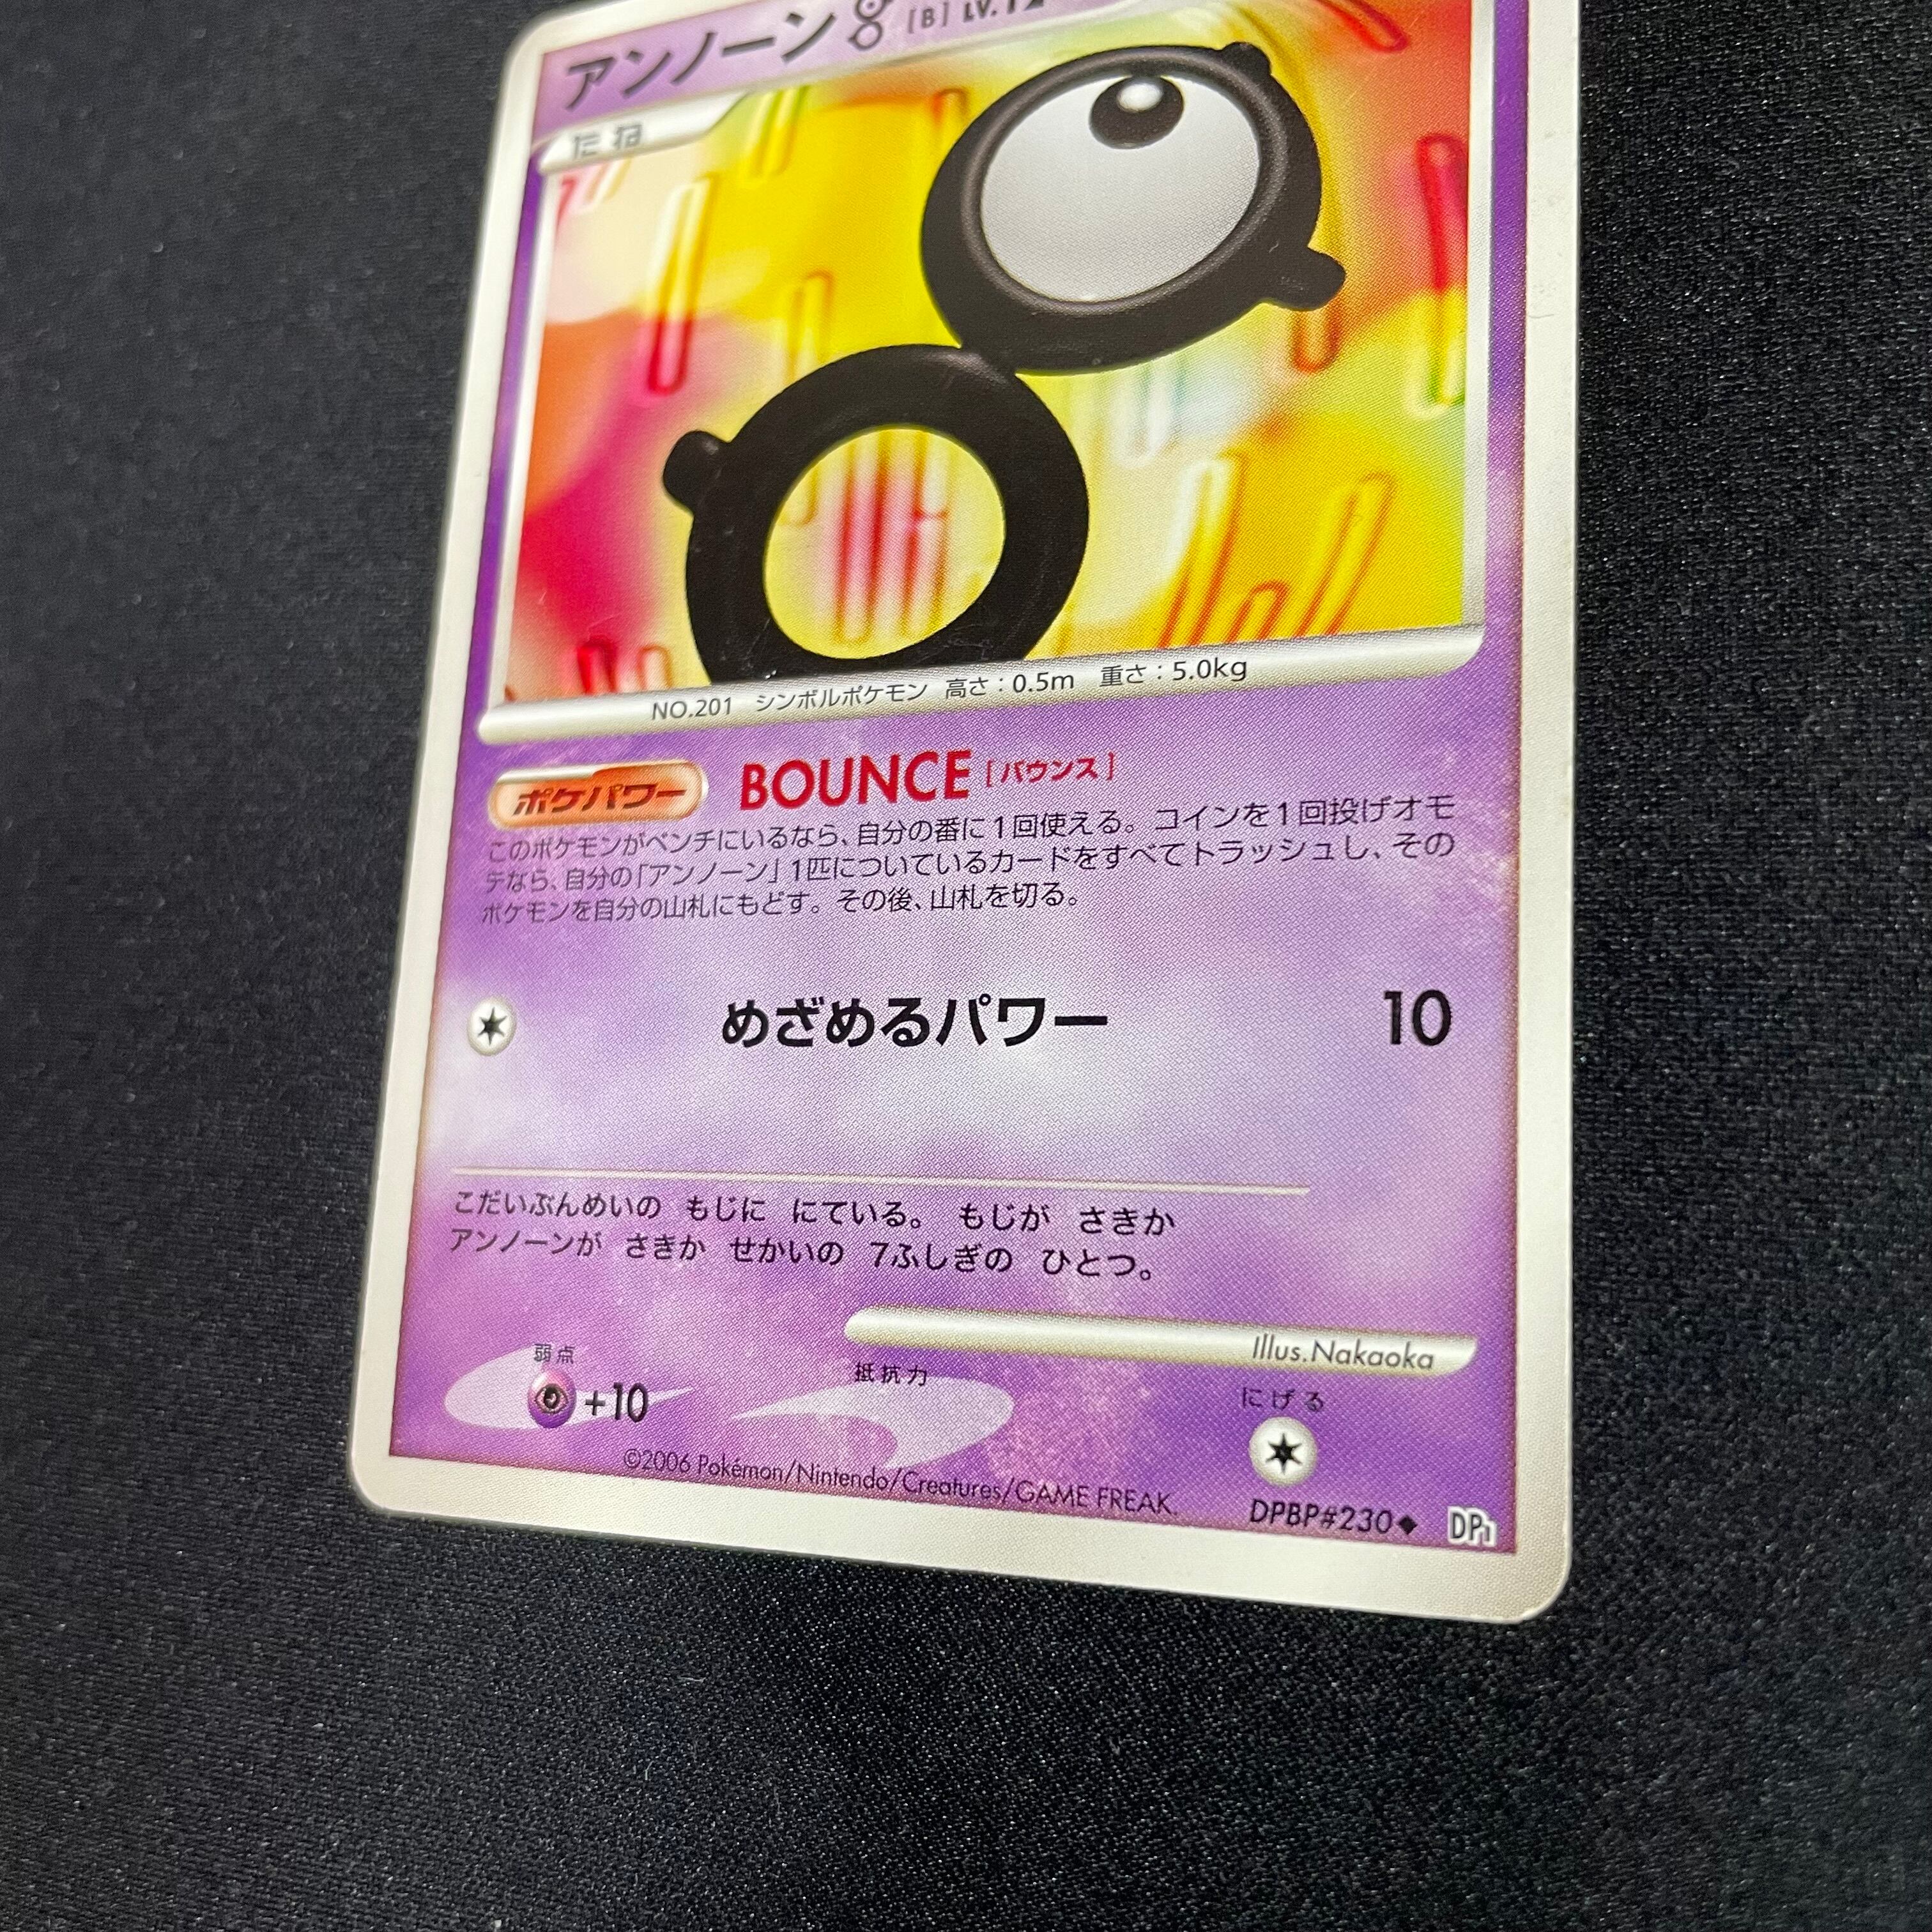 アンノーン [B] LV.12
たね
NO.201 シンボルポケモン 高さ：0.5m 重さ：5.0kg
ポケパワー BOUNCE [バウンス]
このポケモンがベンチにいるなら、自分の番に1回使える。コインを1回投げオモ
テなら、自分の「アンノーン」1匹についているカードをすべてトラッシュし、その
ポケモンを自分の山札にもどす。その後、山札を切る。
めざめるパワー 10
こだいぶんめいの もじに にている。 もじが さきか
アンノーンが さきか せかいの 7ふしぎの ひとつ。
Illus.Nakaoka
弱点 抵抗力 にげる
+10
©2006 Pokémon/Nintendo/Creatures/GAME FREAK.
DPBP#230◆ DP1